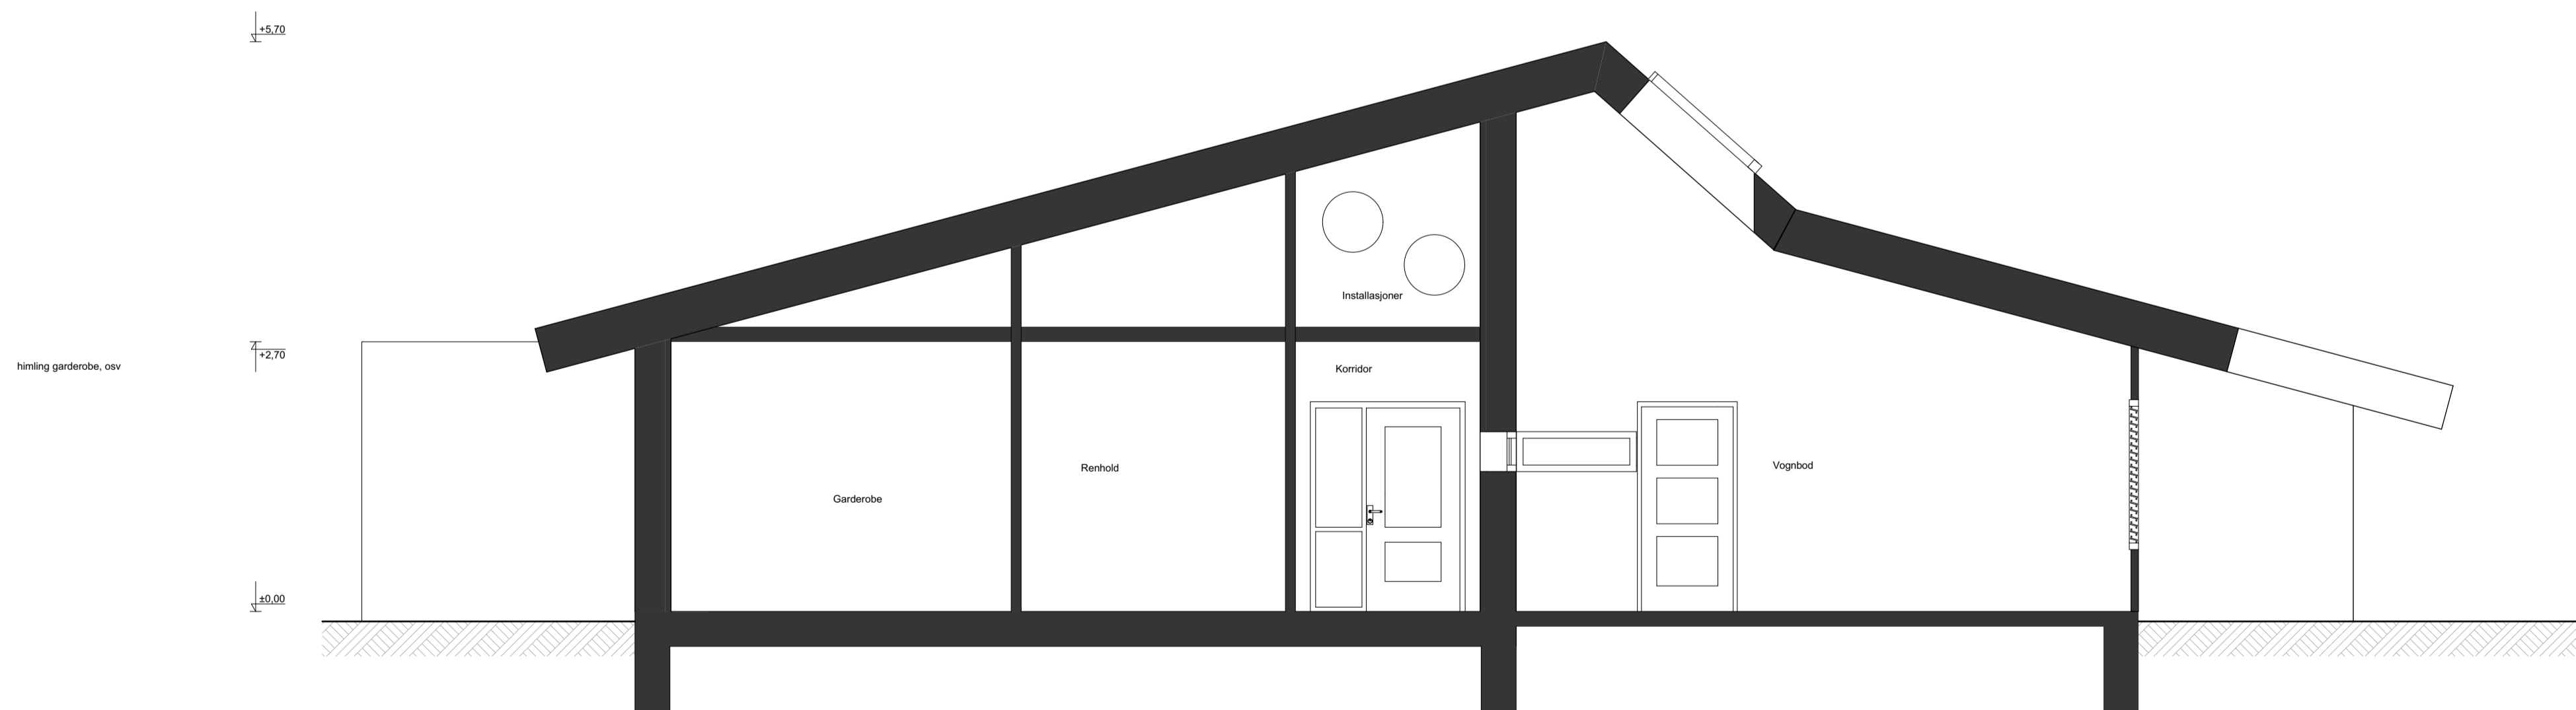 +5,70
Installasjoner
+2,70
himling garderobe, osv
Korridor
Vognbod
Renhold
Garderobe
±0,00